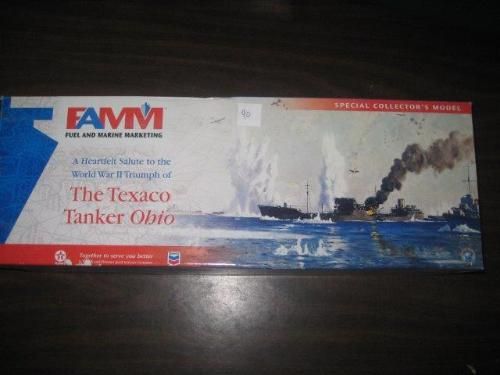 SPECIAL COLLECTOR'S MODEL
FAMM
FUEL AND MARINE MARKETING
90
A Heartfelt Salute to the
World War II Triumph of
The Texaco
Tanker Ohio
Together to serve you better